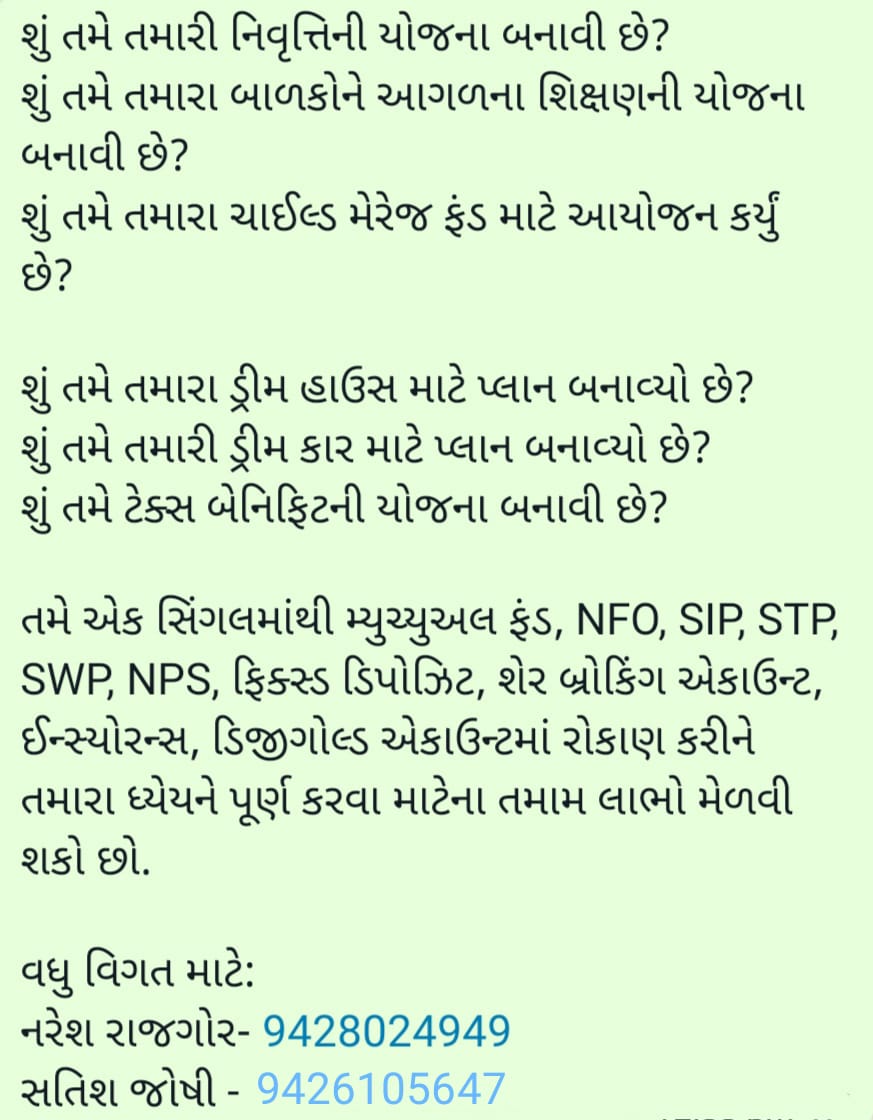 શું તમે તમારી નિવૃત્તિની યોજના બનાવી છે?
શું તમે તમારા બાળકોને આગળના શિક્ષણની યોજના
બનાવી છે?
શું તમે તમારા ચાઈલ્ડ મેરેજ ફંડ માટે આયોજન કર્યું
છે?
શું તમે તમારા ડ્રીમ હાઉસ માટે પ્લાન બનાવ્યો છે?
શું તમે તમારી ડ્રીમ કાર માટે પ્લાન બનાવ્યો છે?
શું તમે ટેક્સ બેનિફિટની યોજના બનાવી છે?
તમે એક સિંગલમાંથી મ્યુચ્યુઅલ ફંડ, NFO, SIP, STP,
SWP, NPS, ફિક્સ્ડ ડિપોઝિટ, શેર બ્રોકિંગ એકાઉન્ટ,
ઈન્સ્યોરન્સ, ડિજીગોલ્ડ એકાઉન્ટમાં રોકાણ કરીને
તમારા ધ્યેયને પૂર્ણ કરવા માટેના તમામ લાભો મેળવી
શકો છો.
વધુ વિગત માટે:
નરેશ રાજગોર- 9428024949
સતિશ જોષી - 9426105647